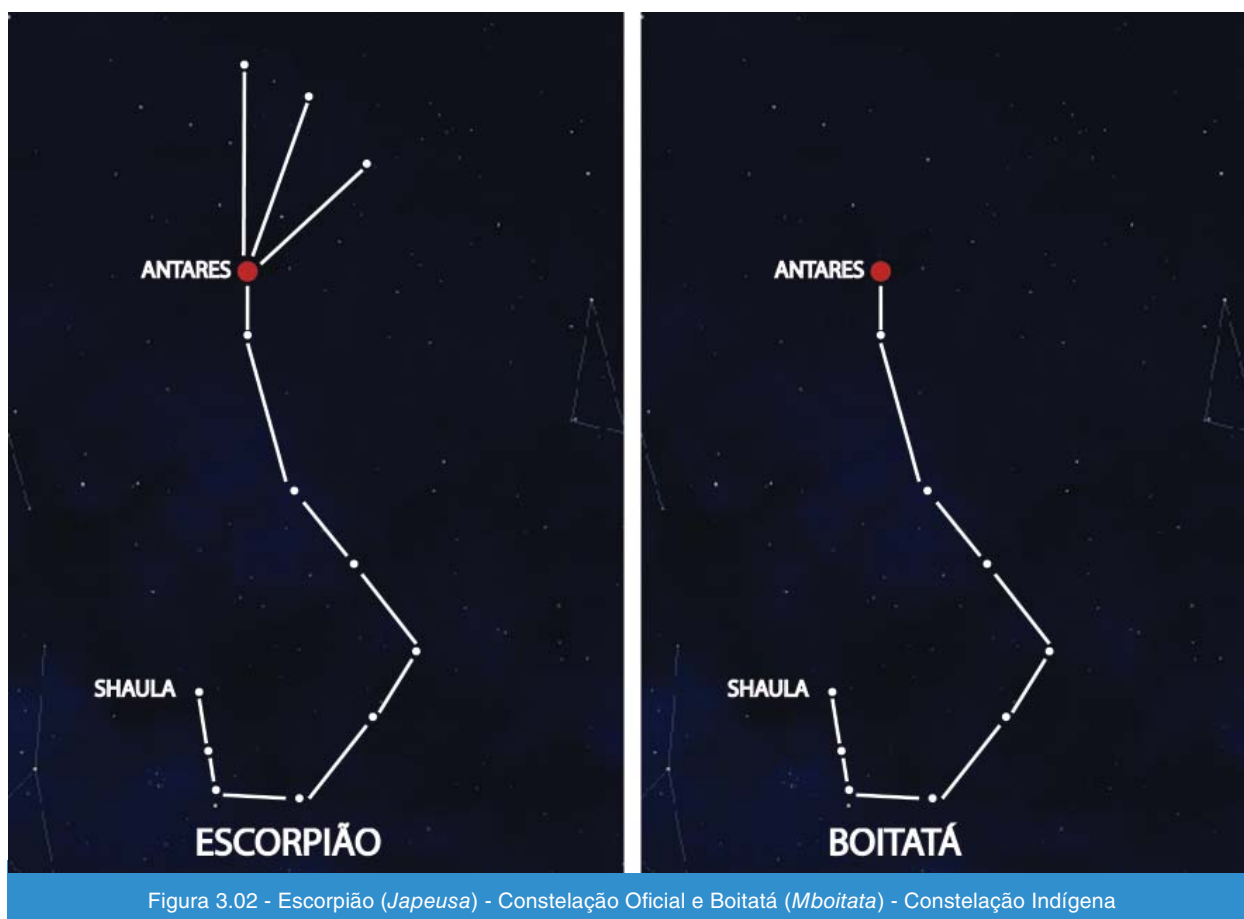 ANTARES
SHAULA
ESCORPIÃO
ANTARES
SHAULA
BOITATÁ
Figura 3.02 - Escorpião (Japeusa) - Constelação Oficial e Boitatá (Mboitata) - Constelação Indígena